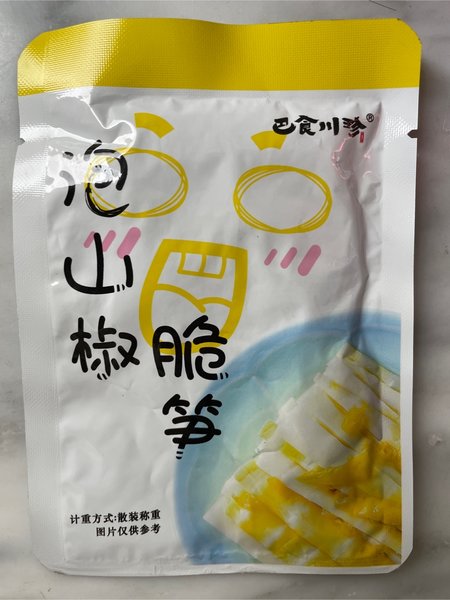 巴食川珍®
泡山椒
脆笋
计重方式:散装称重
图片仅供参考